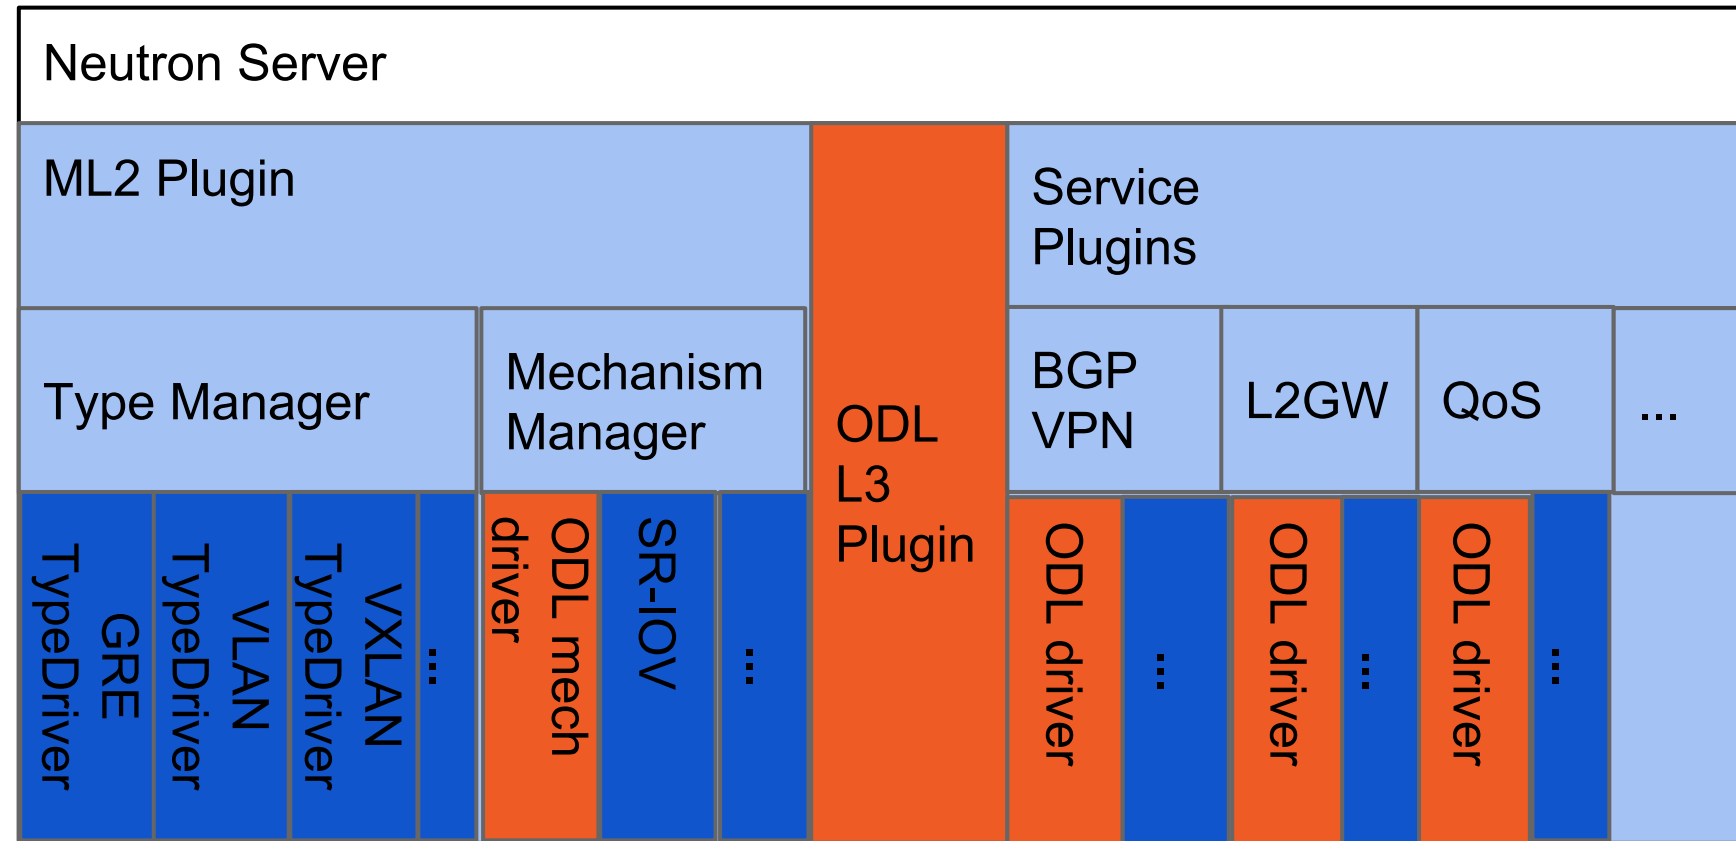 Neutron Server
ML2 Plugin
Service
Plugins
Type Manager
Mechanism
Manager
ODL
L3
Plugin
BGP
VPN
L2GW
QoS
...
GRE
TypeDriver
VLAN
TypeDriver
VXLAN
TypeDriver
...
ODL mech
driver
SR-IOV
...
ODL driver
...
ODL driver
...
ODL driver
...